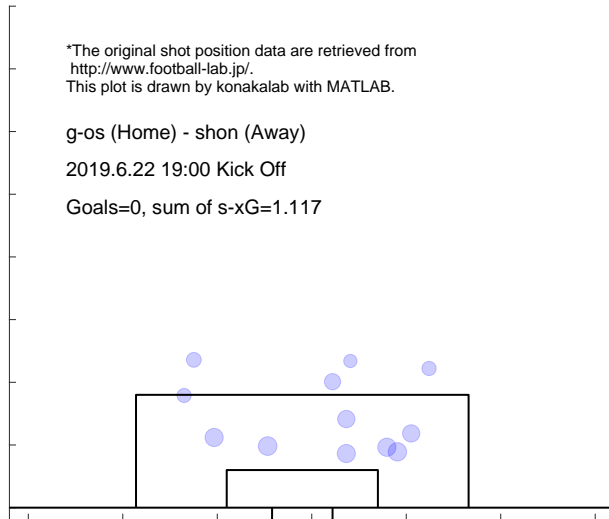 *The original shot position data are retrieved from
http://www.football-lab.jp/.
This plot is drawn by konakalab with MATLAB.
g-os (Home) - shon (Away)
2019.6.22 19:00 Kick Off
Goals=0, sum of s-xG=1.117